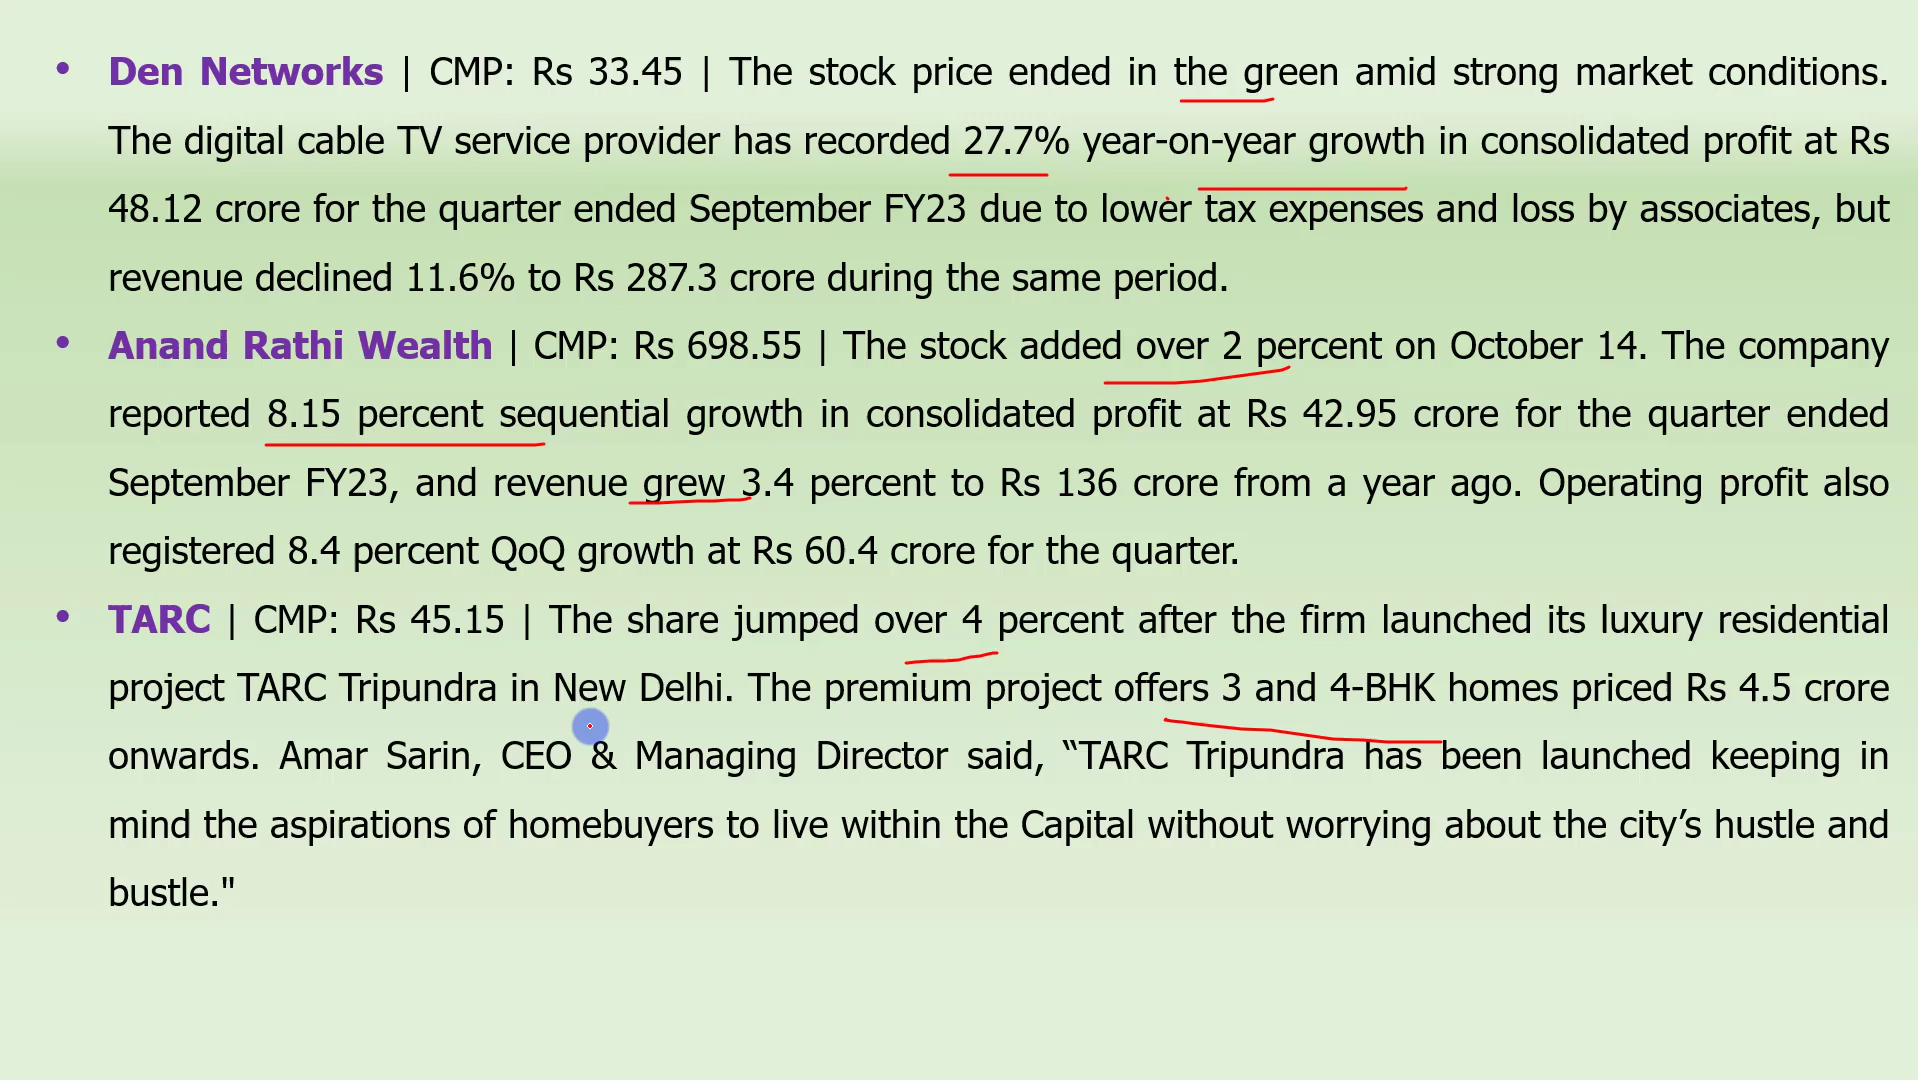 • Den Networks | CMP: Rs 33.45 | The stock price ended in the green amid strong market conditions.
The digital cable TV service provider has recorded 27.7% year-on-year growth in consolidated profit at Rs
48.12 crore for the quarter ended September FY23 due to lower tax expenses and loss by associates, but
revenue declined 11.6% to Rs 287.3 crore during the same period.
• Anand Rathi Wealth | CMP: Rs 698.55 | The stock added over 2 percent on October 14. The company
reported 8.15 percent sequential growth in consolidated profit at Rs 42.95 crore for the quarter ended
September FY23, and revenue grew 3.4 percent to Rs 136 crore from a year ago. Operating profit also
registered 8.4 percent QoQ growth at Rs 60.4 crore for the quarter.
• TARC | CMP: Rs 45.15 | The share jumped over 4 percent after the firm launched its luxury residential
project TARC Tripundra in New Delhi. The premium project offers 3 and 4-BHK homes priced Rs 4.5 crore
onwards. Amar Sarin, CEO & Managing Director said, “TARC Tripundra has been launched keeping in
mind the aspirations of homebuyers to live within the Capital without worrying about the city’s hustle and
bustle."